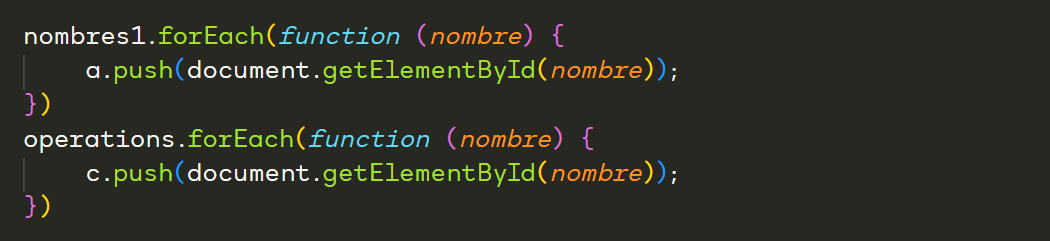 nombres1.forEach(function (nombre) {
    a.push(document.getElementById(nombre));
})
operations.forEach(function (nombre) {
    c.push(document.getElementById(nombre));
})